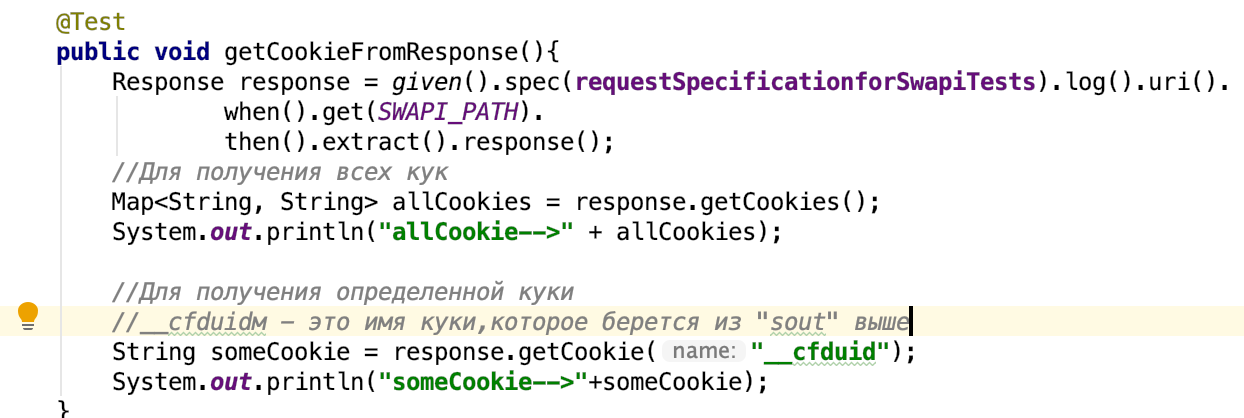 @Test
public void getCookieFromResponse(){
Response response = given().spec(requestSpecificationforSwapiTests).log().uri().
when().get(SWAPI_PATH).
then().extract().response();
//Для получения всех кук
Map<String, String> allCookies = response.getCookies();
System.out.println("allCookie-->" + allCookies);
//Для получения определенной куки
//__cfduidм – это имя куки,которое берется из "sout" выше
String someCookie = response.getCookie( name: "__cfduid");
System.out.println("someCookie-->"+someCookie);
}